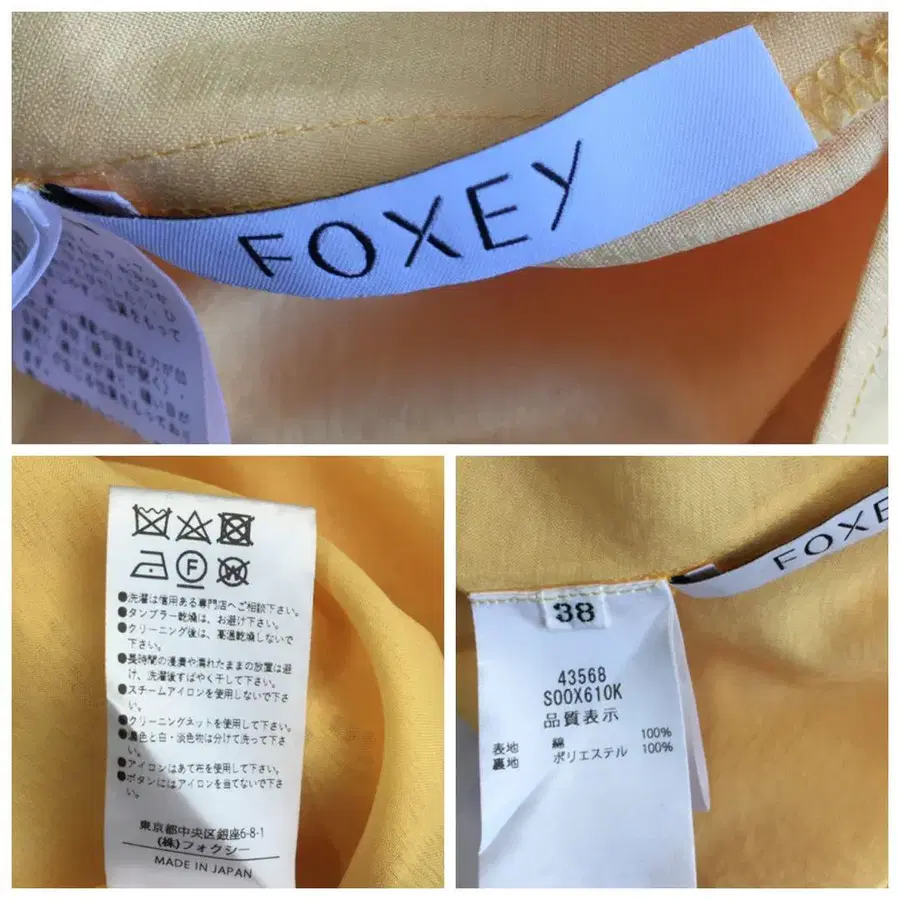 FOXEY
F
W
●洗濯は信用ある専門店へご相談下さい。
●タンブラー乾燥は、お避け下さい。
●クリーニング後は、高温乾燥しないで
下さい。
●長時間の浸漬や濡れたままの放置は避
け、洗濯後すばやく干して下さい。
●スチームアイロンを使用しないで下さ
い。
●クリーニングネットを使用して下さい。
●濃色と白・淡色物は分けて洗って下さ
い。
●アイロンはあて布を使用して下さい。
●ボタンにはアイロンを当てないで下さ
い。
東京都中央区銀座6-8-1
(株)フォクシー
MADE IN JAPAN
FOXE
38
43568
SOOX610K
品質表示
表地 綿 100%
裏地 ポリエステル 100%